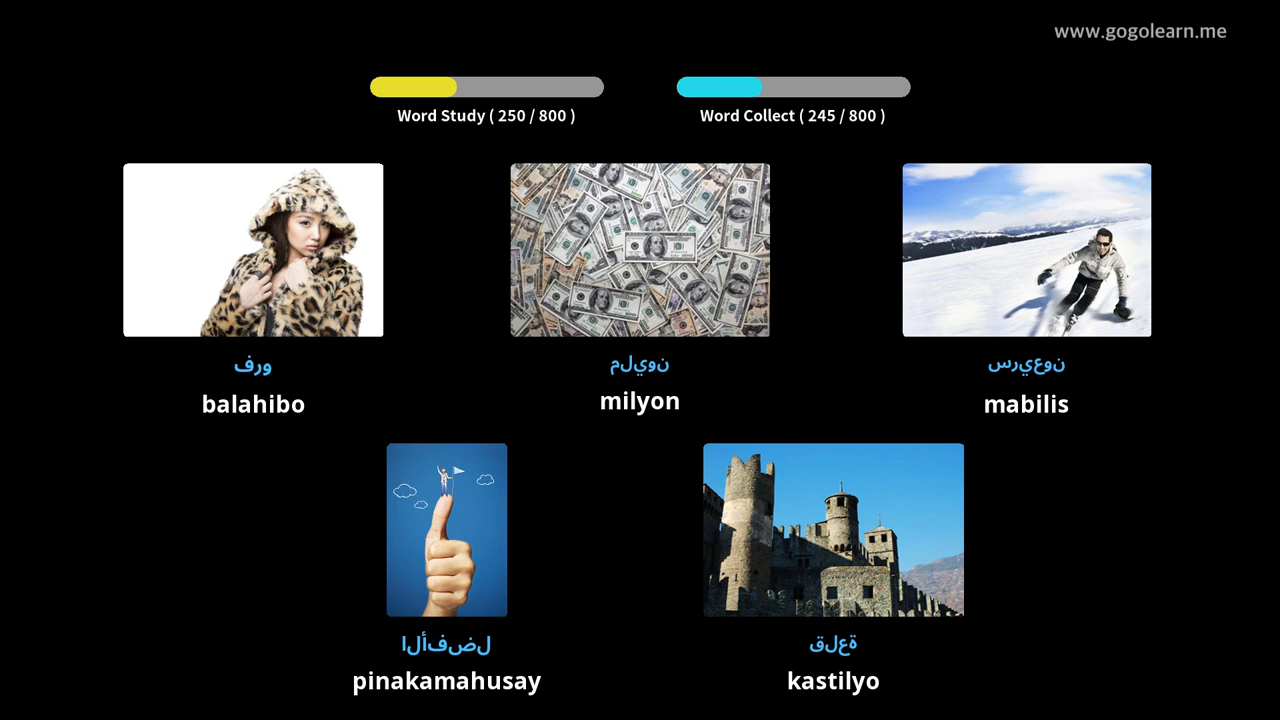 www.gogolearn.me
Word Study ( 250 / 800 )
Word Collect ( 245 / 800 )
فرو
balahibo
مليون
milyon
سريعون
mabilis
الأفضل
pinakamahusay
قلعة
kastilyo